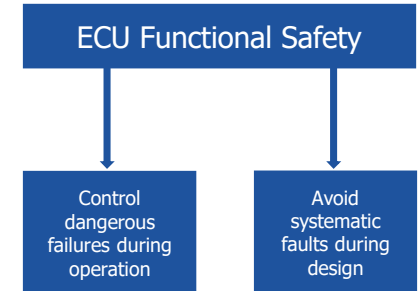 ECU Functional Safety
Control
dangerous
failures during
operation
Avoid
systematic
faults during
design